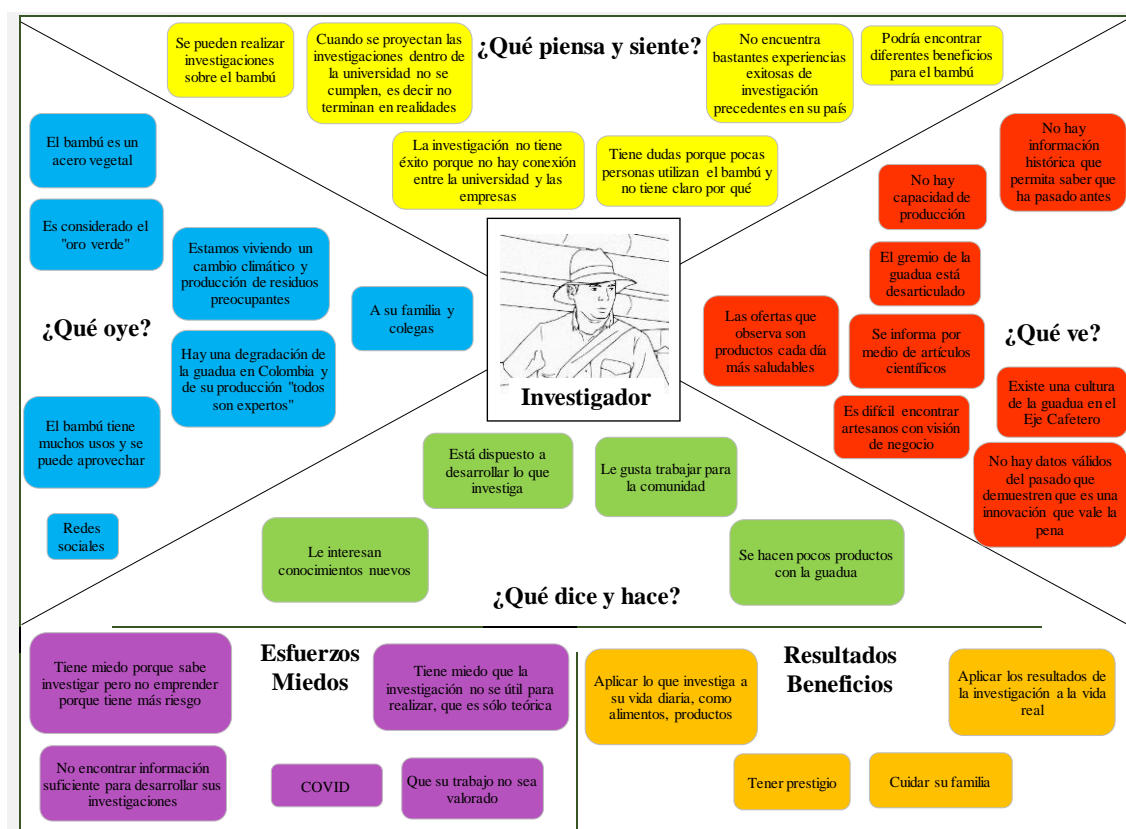 ¿Qué piensa y siente?
Se pueden realizar
investigaciones
sobre el bambú
Cuando se proyectan las
investigaciones dentro de
la universidad no se
cumplen, es decir no
terminan en realidades
No encuentra
bastantes experiencias
exitosas de
investigación
precedentes en su país
Podría encontrar
diferentes beneficios
para el bambú
La investigación no tiene
éxito porque no hay conexión
entre la universidad y las
empresas
Tiene dudas porque pocas
personas utilizan el bambú y
no tiene claro por qué
¿Qué oye?
El bambú es un
acero vegetal
Es considerado el
"oro verde"
Estamos viviendo un
cambio climático y
producción de residuos
preocupantes
A su familia y
colegas
Hay una degradación de
la guadua en Colombia y
de su producción "todos
son expertos"
El bambú tiene
muchos usos y se
puede aprovechar
Redes
sociales
Investigador
¿Qué ve?
No hay
información
histórica que
permita saber que
ha pasado antes
No hay
capacidad de
producción
El gremio de la
guadua está
desarticulado
Las ofertas que
observa son
productos cada día
más saludables
Se informa por
medio de artículos
científicos
Existe una cultura
de la guadua en el
Eje Cafetero
Es difícil encontrar
artesanos con visión
de negocio
No hay datos válidos
del pasado que
demuestren que es una
innovación que vale la
pena
Está dispuesto a
desarrollar lo que
investiga
Le gusta trabajar para
la comunidad
Le interesan
conocimientos nuevos
Se hacen pocos productos
con la guadua
¿Qué dice y hace?
Esfuerzos
Miedos
Tiene miedo porque sabe
investigar pero no emprender
porque tiene más riesgo
Tiene miedo que la
investigación no se útil para
realizar, que es sólo teórica
No encontrar información
suficiente para desarrollar sus
investigaciones
COVID
Que su trabajo no sea
valorado
Resultados
Beneficios
Aplicar lo que investiga a
su vida diaria, como
alimentos, productos
Aplicar los resultados de
la investigación a la vida
real
Tener prestigio
Cuidar su familia